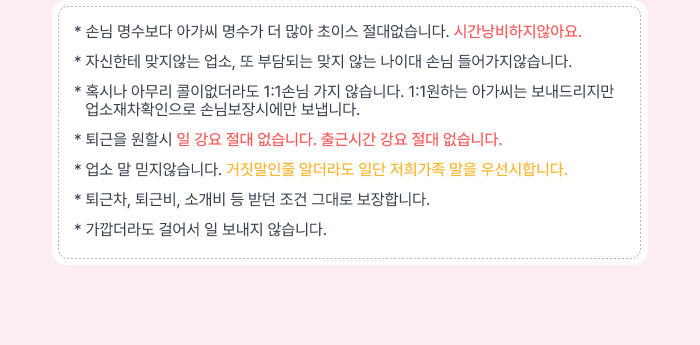 * 손님 명수보다 아가씨 명수가 더 많아 초이스 절대없습니다. 시간낭비하지않아요.
* 자신한테 맞지않는 업소, 또 부담되는 맞지 않는 나이대 손님 들어가지않습니다.
* 혹시나 아무리 콜이없더라도 1:1손님 가지 않습니다. 1:1원하는 아가씨는 보내드리지만
업소재차확인으로 손님보장시에만 보냅니다.
* 퇴근을 원할시 일 강요 절대 없습니다. 출근시간 강요 절대 없습니다.
* 업소 말 믿지않습니다. 거짓말인줄 알더라도 일단 저희가족 말을 우선시합니다.
* 퇴근차, 퇴근비, 소개비 등 받던 조건 그대로 보장합니다.
* 가깝더라도 걸어서 일 보내지 않습니다.